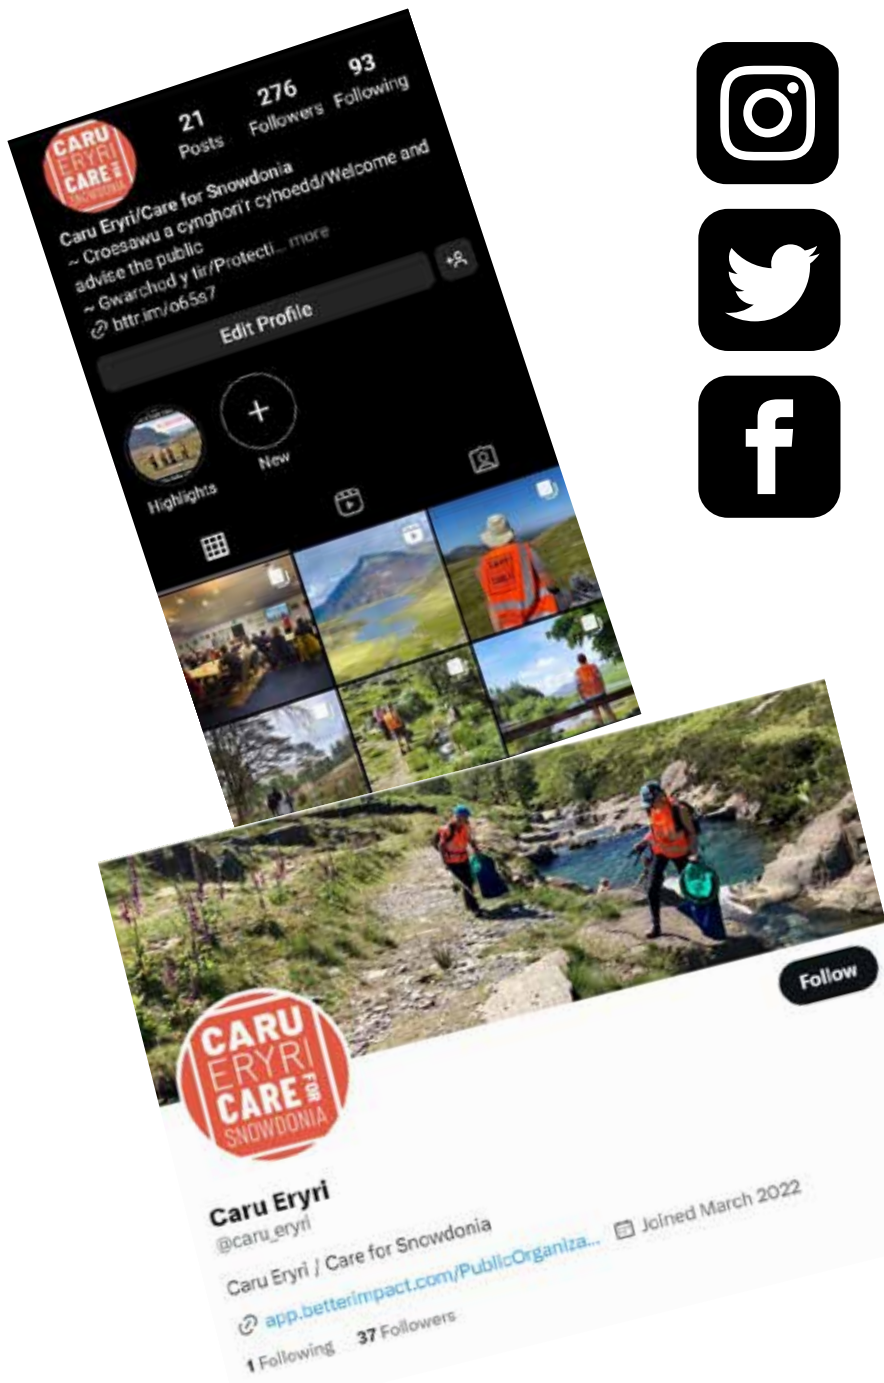 21
Posts
276
Followers
93
Following
CARU
ERYRI
CARE FOR
SNOWDONIA
Caru Eryri/Care for Snowdonia
~ Croesawu a cynghori'r cyhoedd/Welcome and
advise the public
~ Gwarchod y tir/Protecti... more
bttr.im/o65s7
Edit Profile
Highlights
New
CARU
ERYRI
CARE FOR
SNOWDONIA
Follow
Caru Eryri
@caru_eryri
Caru Eryri / Care for Snowdonia
app.betterimpact.com/PublicOrganiza... Joined March 2022
1 Following 37 Followers